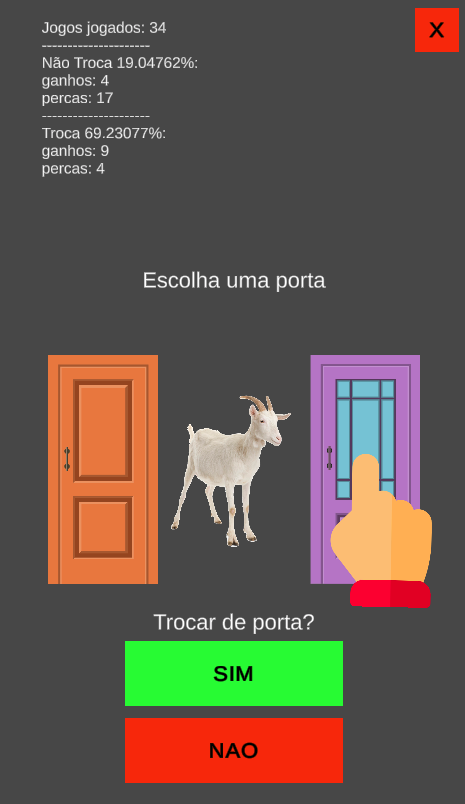 Jogos jogados: 34
---------------------
Não Troca 19.04762%:
ganhos: 4
percas: 17
---------------------
Troca 69.23077%:
ganhos: 9
percas: 4
X
Escolha uma porta
Trocar de porta?
SIM
NAO